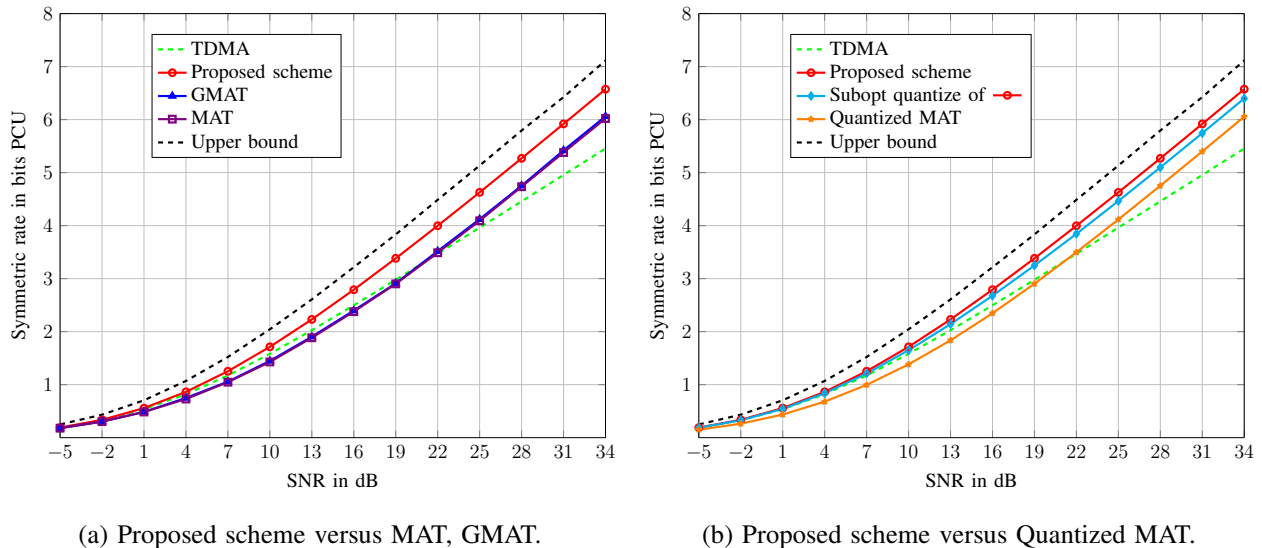 8
7
6
5
4
3
2
1
Symmetric rate in bits PCU
TDMA
Proposed scheme
GMAT
MAT
Upper bound
−5 −2 1 4 7 10 13 16 19 22 25 28 31 34
SNR in dB
(a) Proposed scheme versus MAT, GMAT.
8
7
6
5
4
3
2
1
Symmetric rate in bits PCU
TDMA
Proposed scheme
Subopt quantize of
Quantized MAT
Upper bound
−5 −2 1 4 7 10 13 16 19 22 25 28 31 34
SNR in dB
(b) Proposed scheme versus Quantized MAT.